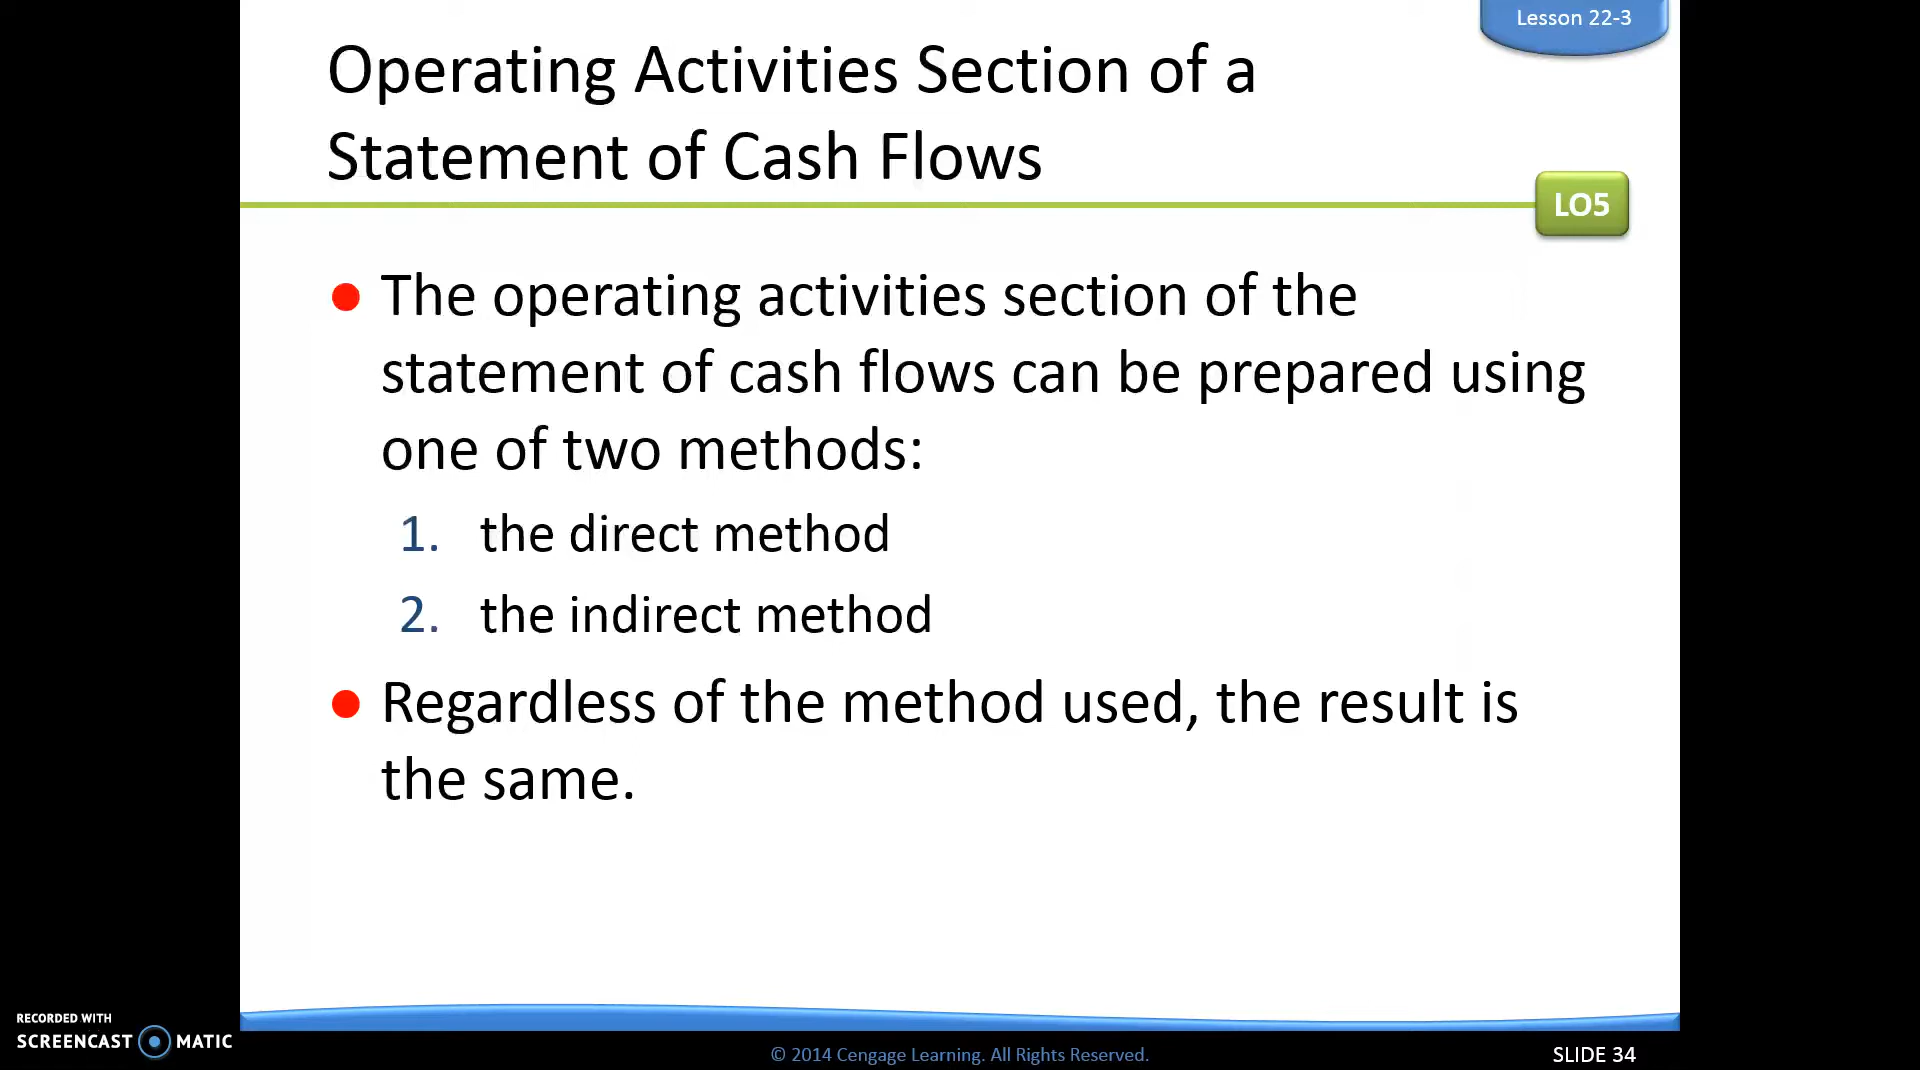 Lesson 22-3
Operating Activities Section of a
Statement of Cash Flows
LO5
● The operating activities section of the
statement of cash flows can be prepared using
one of two methods:
1. the direct method
2. the indirect method
● Regardless of the method used, the result is
the same.
RECORDED WITH
SCREENCAST MATIC
© 2014 Cengage Learning. All Rights Reserved.
SLIDE 34